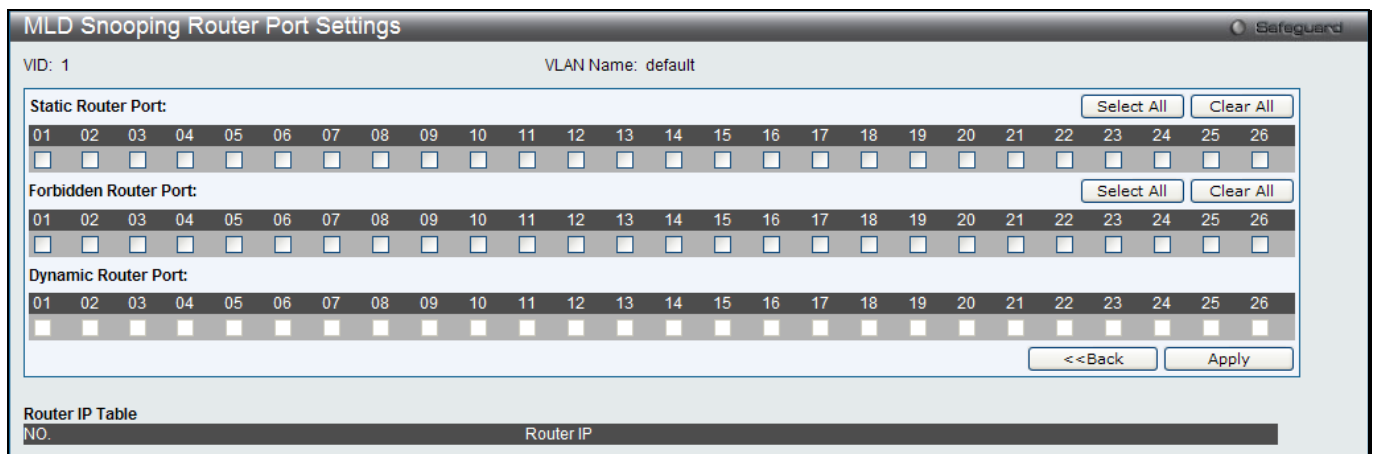 MLD Snooping Router Port Settings Safeguard
VID: 1 VLAN Name: default
Static Router Port: Select All Clear All
01 02 03 04 05 06 07 08 09 10 11 12 13 14 15 16 17 18 19 20 21 22 23 24 25 26
Forbidden Router Port: Select All Clear All
01 02 03 04 05 06 07 08 09 10 11 12 13 14 15 16 17 18 19 20 21 22 23 24 25 26
Dynamic Router Port:
01 02 03 04 05 06 07 08 09 10 11 12 13 14 15 16 17 18 19 20 21 22 23 24 25 26
<<Back Apply
Router IP Table
NO. Router IP